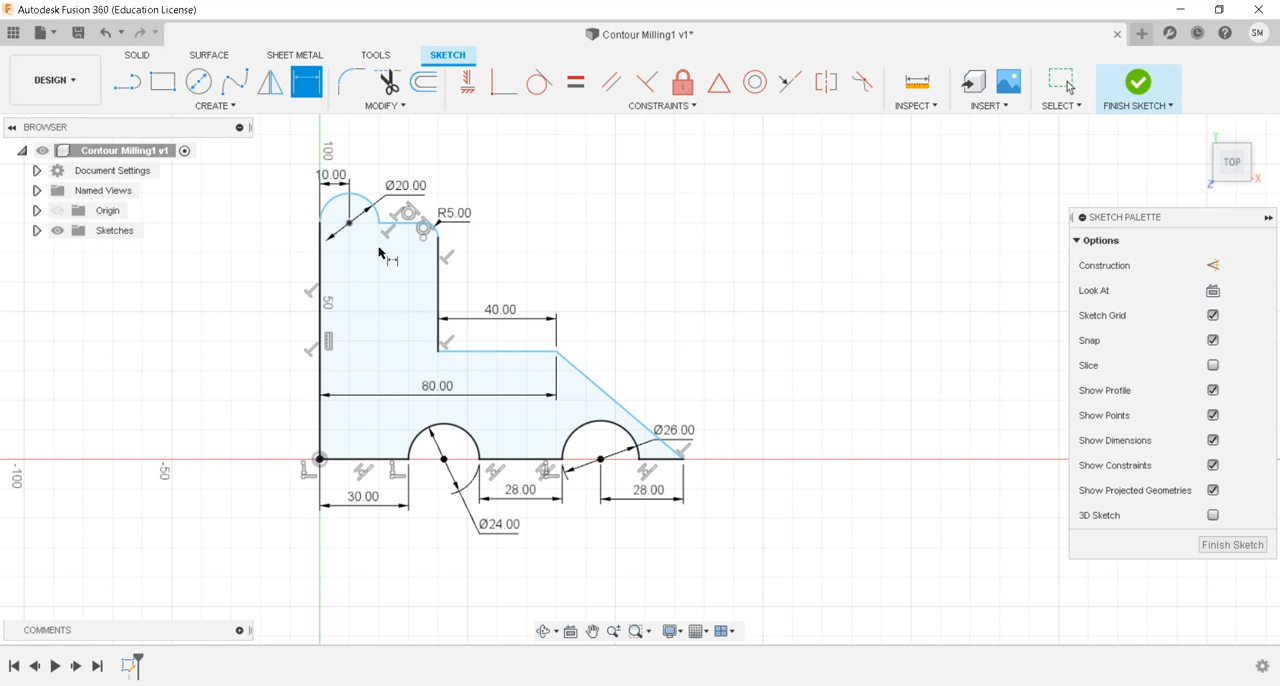 Autodesk Fusion 360 (Education License)
Contour Milling1 v1*
SM
DESIGN
SOLID
SURFACE
SHEET METAL
TOOLS
SKETCH
CREATE
MODIFY
CONSTRAINTS
INSPECT
INSERT
SELECT
FINISH SKETCH
BROWSER
Contour Milling1 v1
Document Settings
Named Views
Origin
Sketches
TOP
Y
X
Z
100
50
-50
-100
10.00
Ø20.00
R5.00
40.00
80.00
Ø26.00
30.00
28.00
28.00
Ø24.00
SKETCH PALETTE
Options
Construction
Look At
Sketch Grid
Snap
Slice
Show Profile
Show Points
Show Dimensions
Show Constraints
Show Projected Geometries
3D Sketch
Finish Sketch
COMMENTS